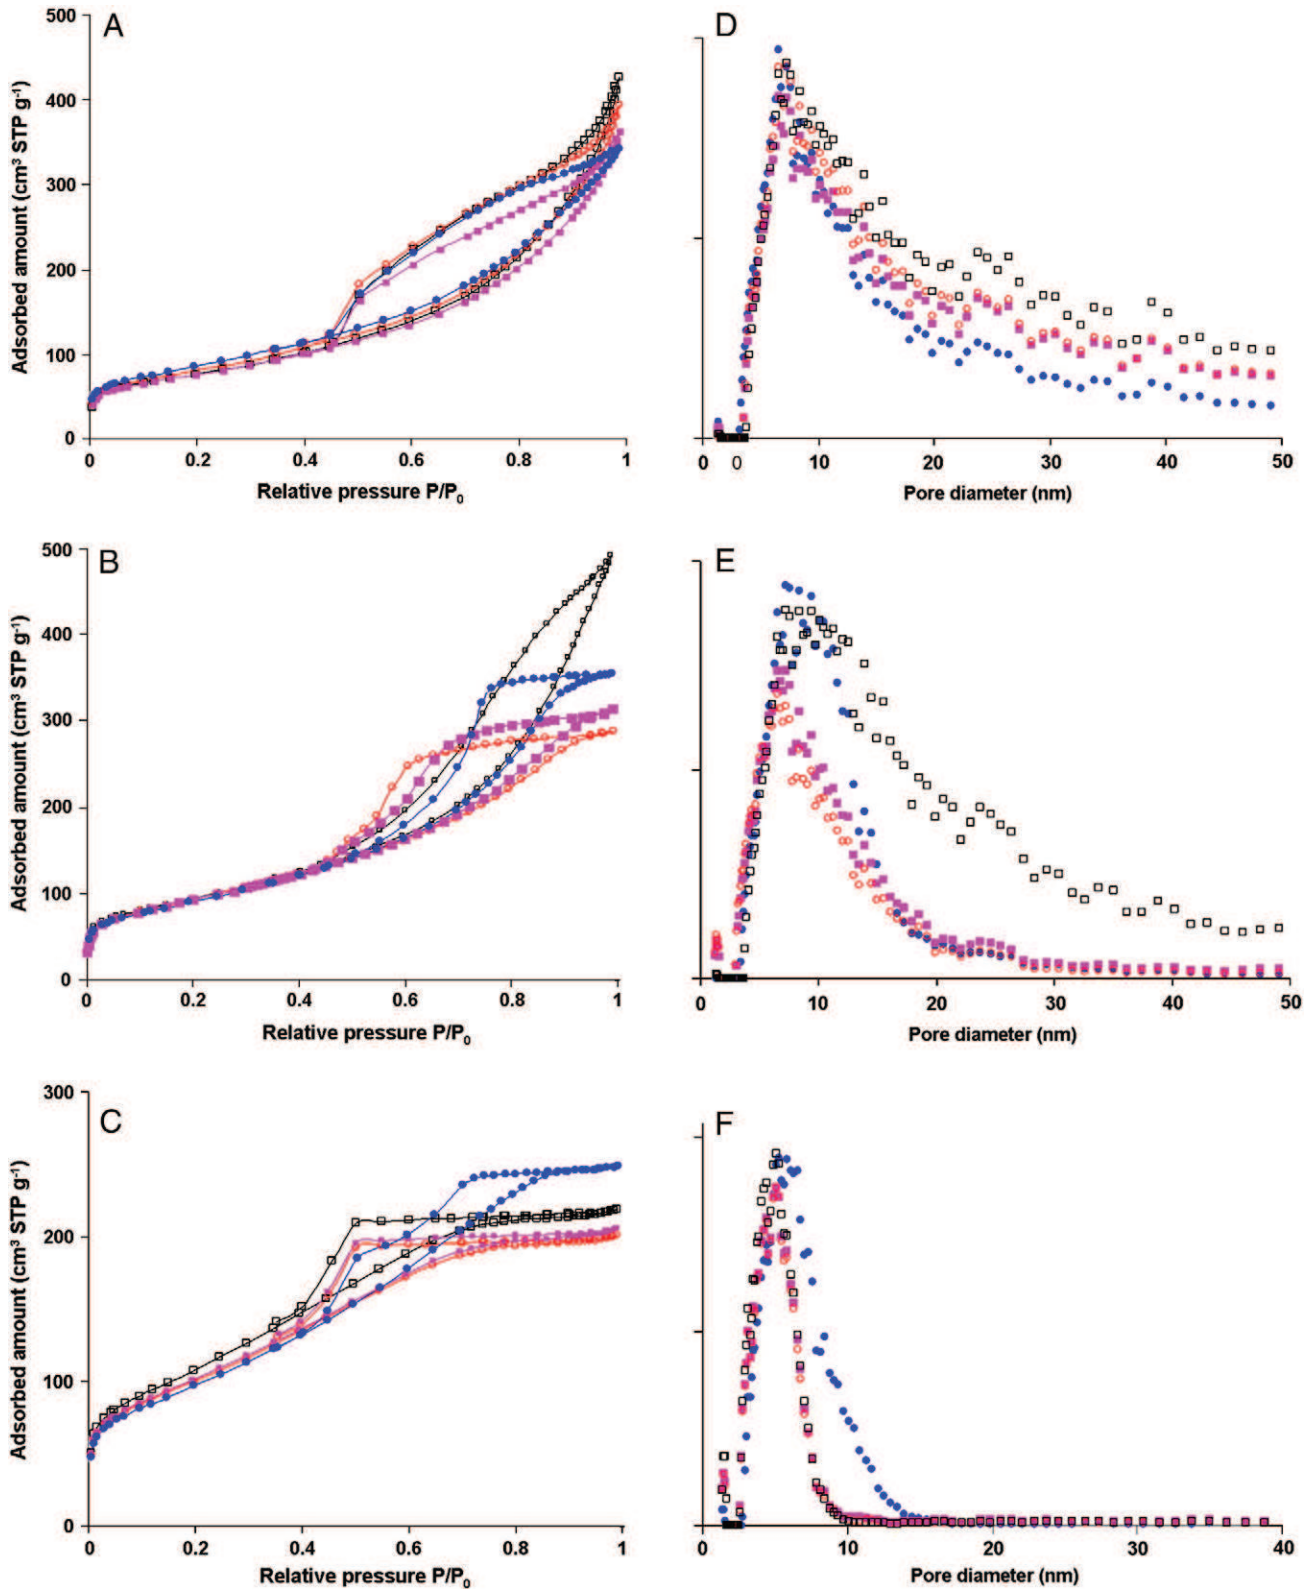 A
500
400
300
200
100
0
Adsorbed amount (cm³ STP g⁻¹)
0 0.2 0.4 0.6 0.8 1
Relative pressure P/P₀
D
0 0 10 20 30 40 50
Pore diameter (nm)
B
500
400
300
200
100
0
Adsorbed amount (cm³ STP g⁻¹)
0 0.2 0.4 0.6 0.8 1
Relative pressure P/P₀
E
0 10 20 30 40 50
Pore diameter (nm)
C
300
200
100
0
Adsorbed amount (cm³ STP g⁻¹)
0 0.2 0.4 0.6 0.8 1
Relative pressure P/P₀
F
0 10 20 30 40
Pore diameter (nm)